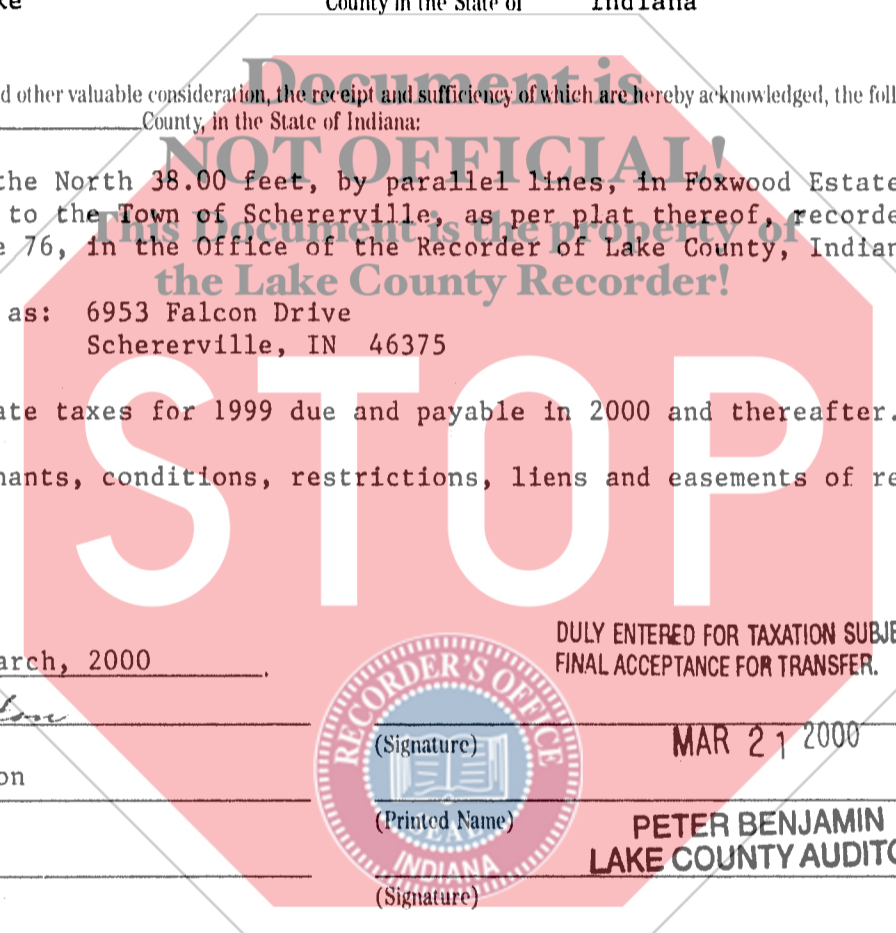 County in the State of Indiana
Document is
d other valuable consideration, the receipt and sufficiency of which are hereby acknowledged, the foll
County, in the State of Indiana:
NOT OFFICIAL!
the North 38.00 feet, by parallel lines, in Foxwood Estate
to the Town of Schererville, as per plat thereof, recorde
This Document is the property of
e 76, in the Office of the Recorder of Lake County, Indian
the Lake County Recorder!
as: 6953 Falcon Drive
Schererville, IN 46375
STOP
ate taxes for 1999 due and payable in 2000 and thereafter.
nants, conditions, restrictions, liens and easements of re
DULY ENTERED FOR TAXATION SUBJE
FINAL ACCEPTANCE FOR TRANSFER.
arch, 2000
RECORDER'S OFFICE
(Signature)
MAR 21 2000
on
(Printed Name)
SEAL
PETER BENJAMIN
LAKE COUNTY AUDITO
INDIANA
(Signature)